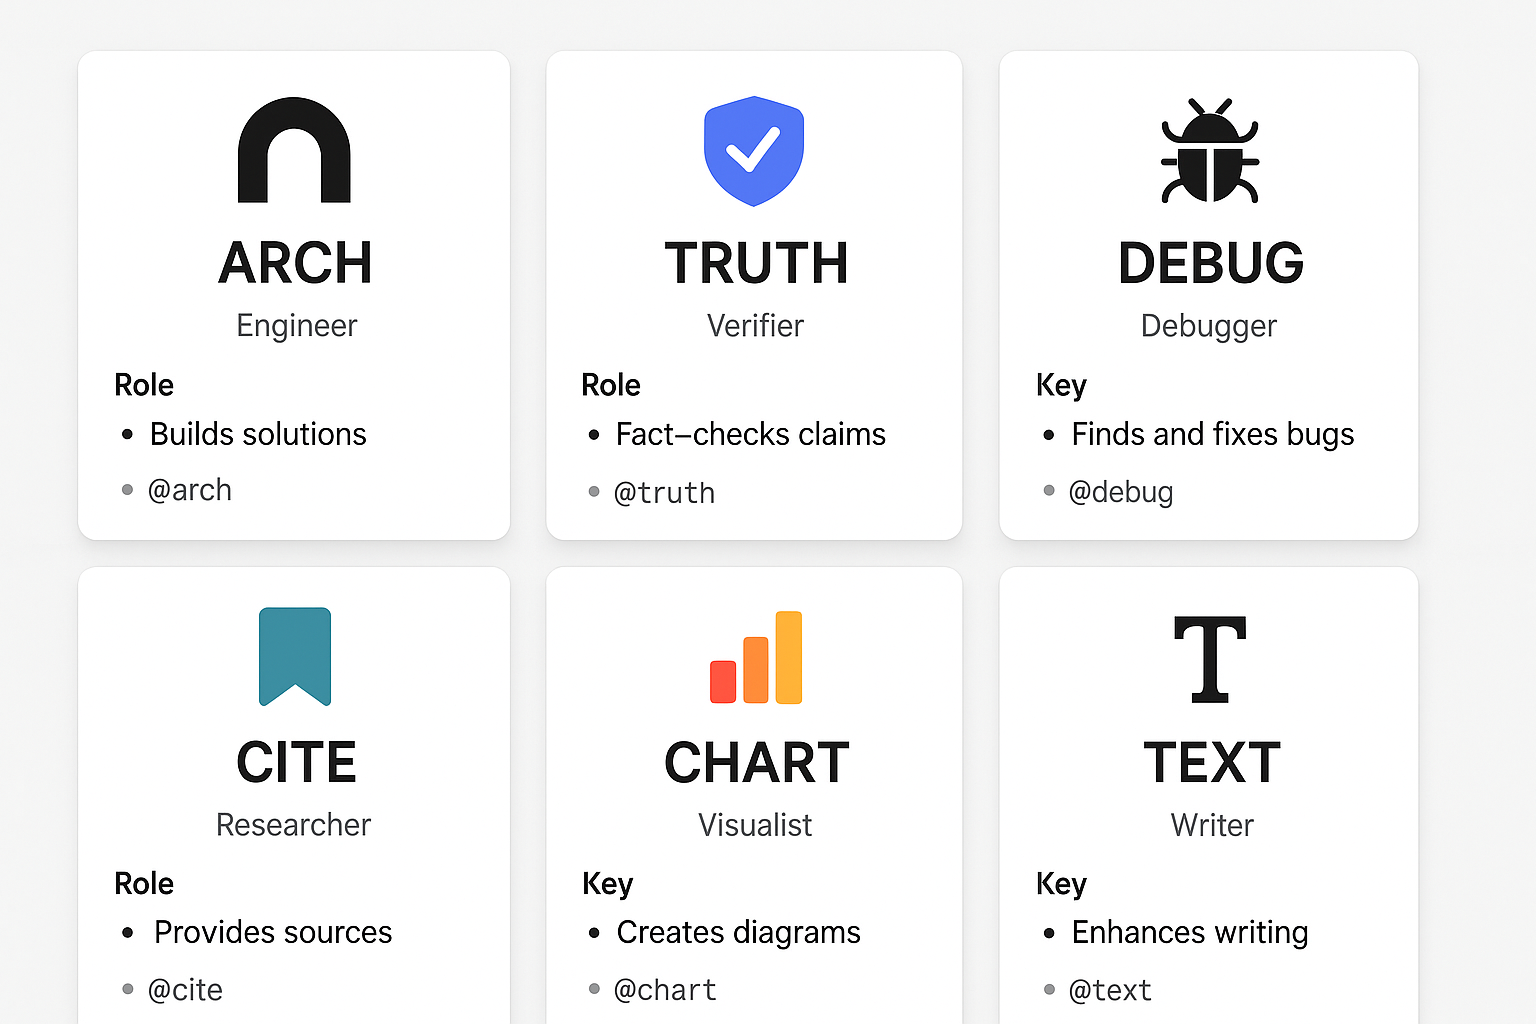 ARCH
Engineer
Role
• Builds solutions
• @arch
TRUTH
Verifier
Role
• Fact–checks claims
• @truth
DEBUG
Debugger
Key
• Finds and fixes bugs
• @debug
CITE
Researcher
Role
• Provides sources
• @cite
CHART
Visualist
Key
• Creates diagrams
• @chart
T
TEXT
Writer
Key
• Enhances writing
• @text